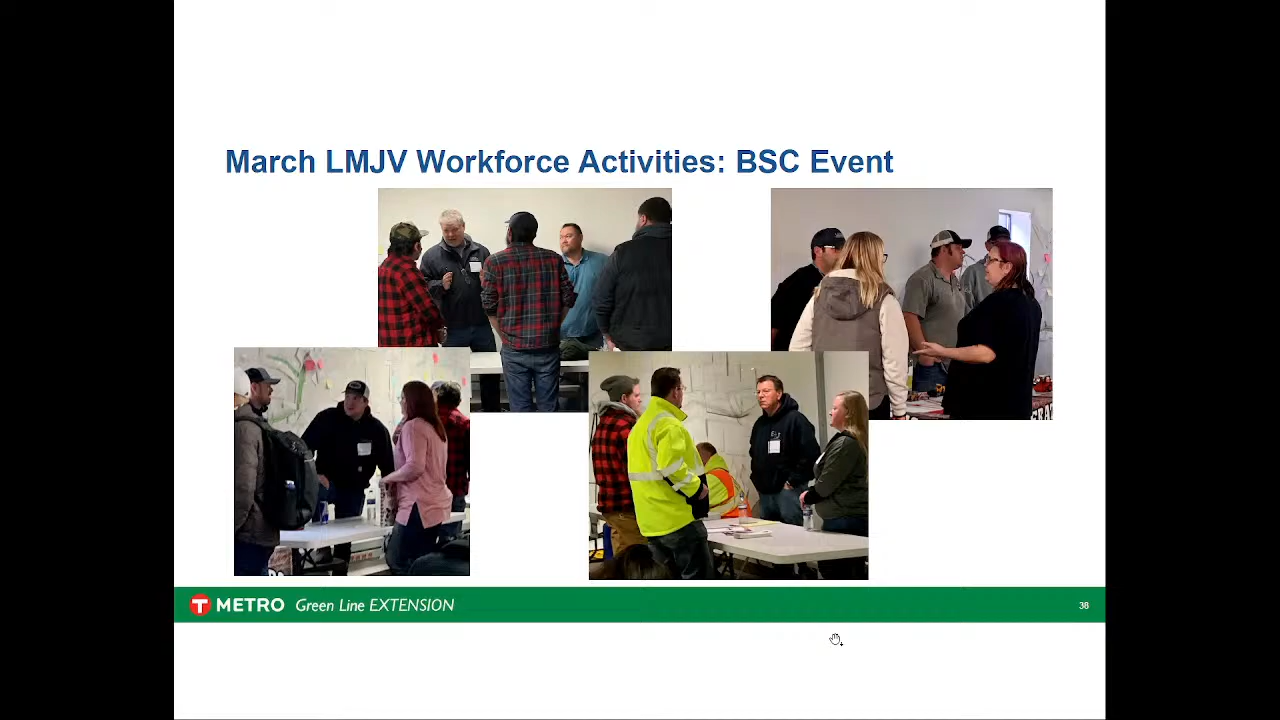 March LMJV Workforce Activities: BSC Event
T METRO Green Line EXTENSION
38